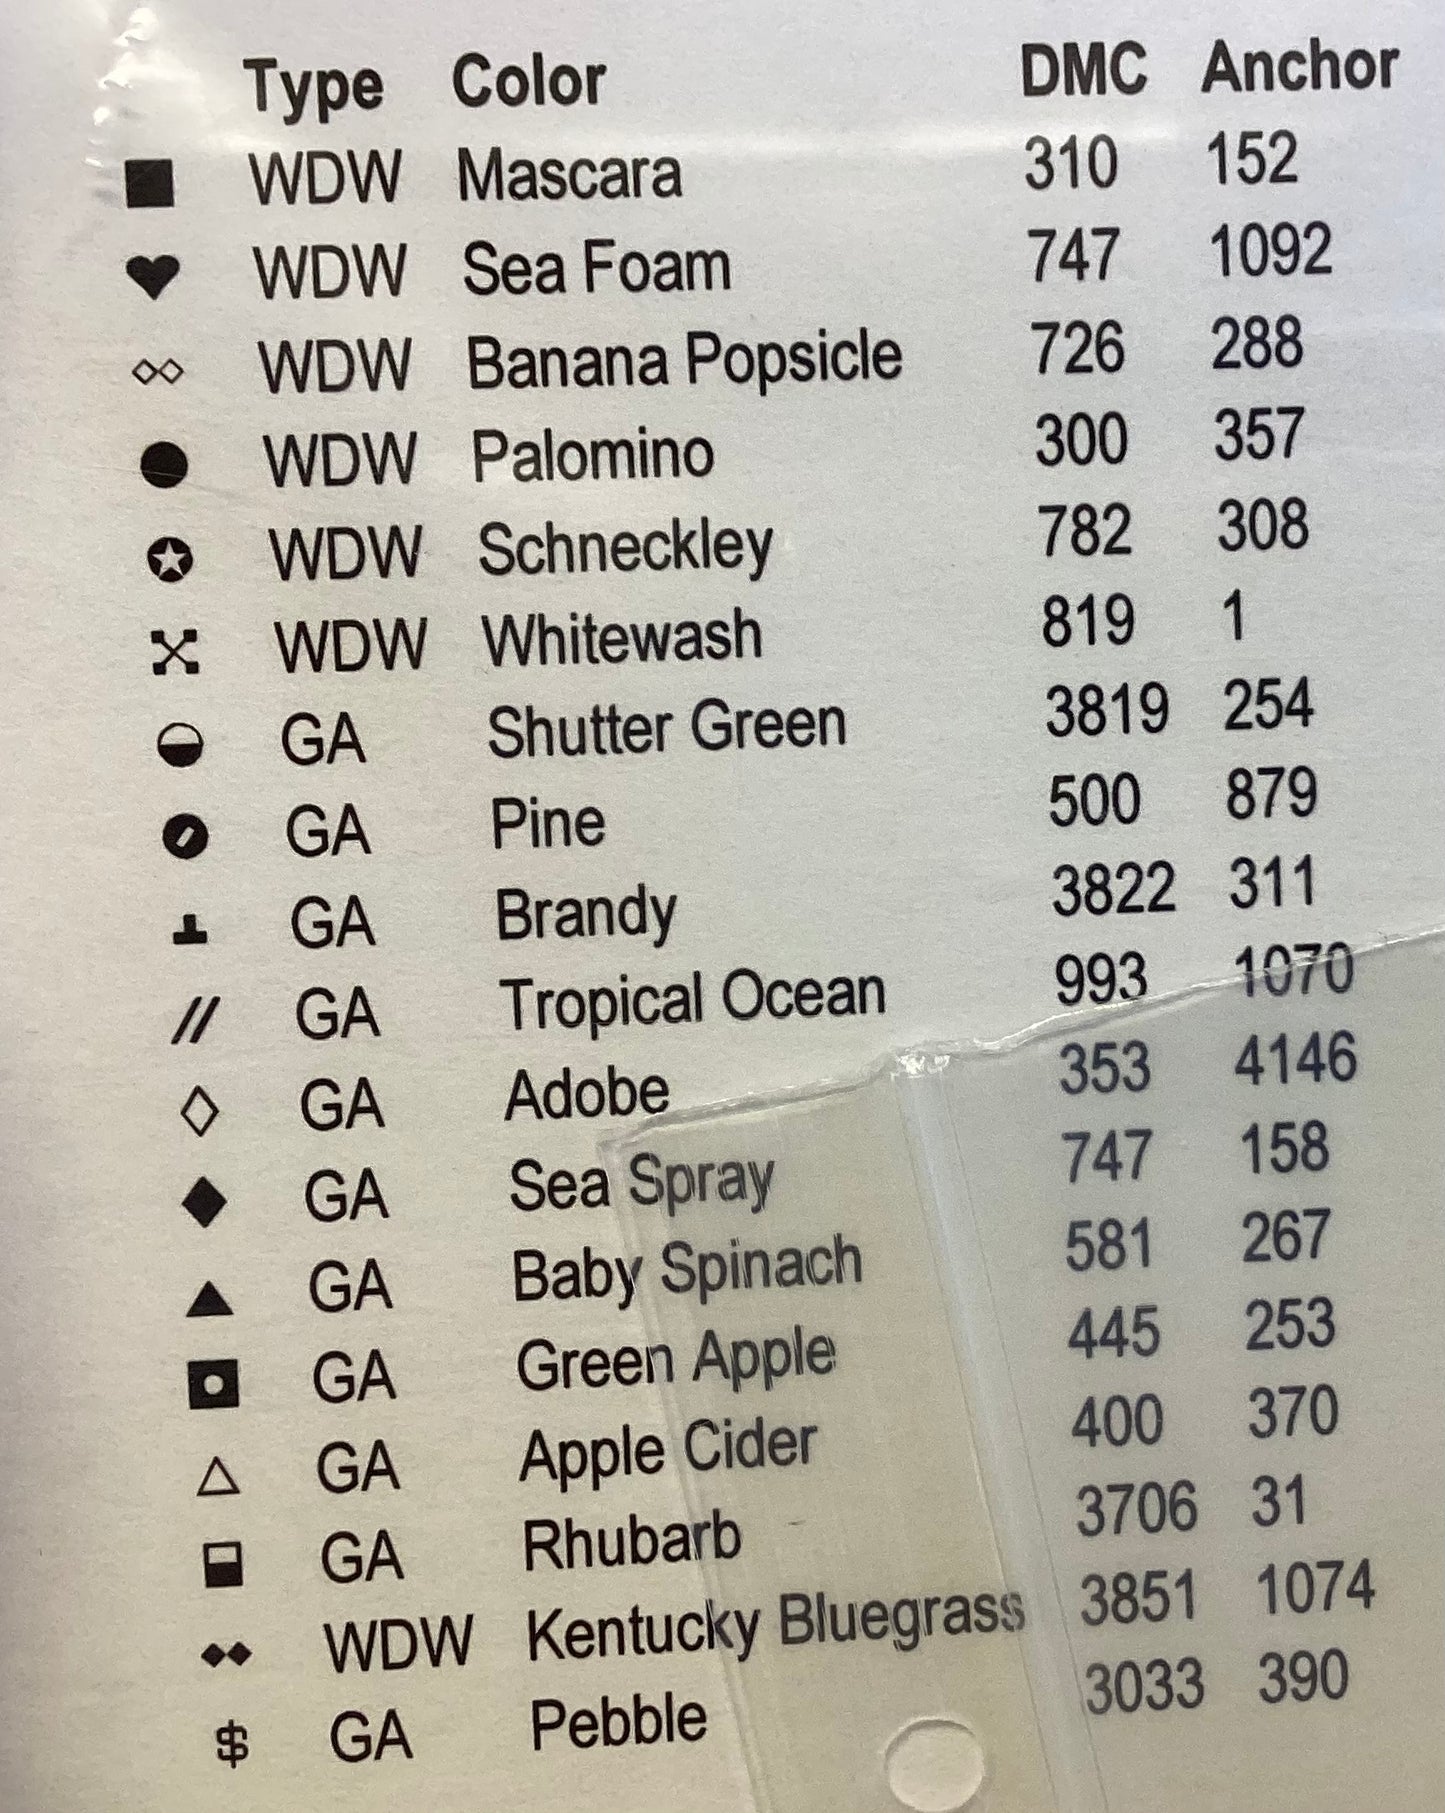 Type Color DMC Anchor
WDW Mascara 310 152
WDW Sea Foam 747 1092
WDW Banana Popsicle 726 288
WDW Palomino 300 357
WDW Schneckley 782 308
WDW Whitewash 819 1
GA Shutter Green 3819 254
GA Pine 500 879
GA Brandy 3822 311
GA Tropical Ocean 993 1070
GA Adobe 353 4146
GA Sea Spray 747 158
GA Baby Spinach 581 267
GA Green Apple 445 253
GA Apple Cider 400 370
GA Rhubarb 3706 31
WDW Kentucky Bluegrass 3851 1074
$ GA Pebble 3033 390